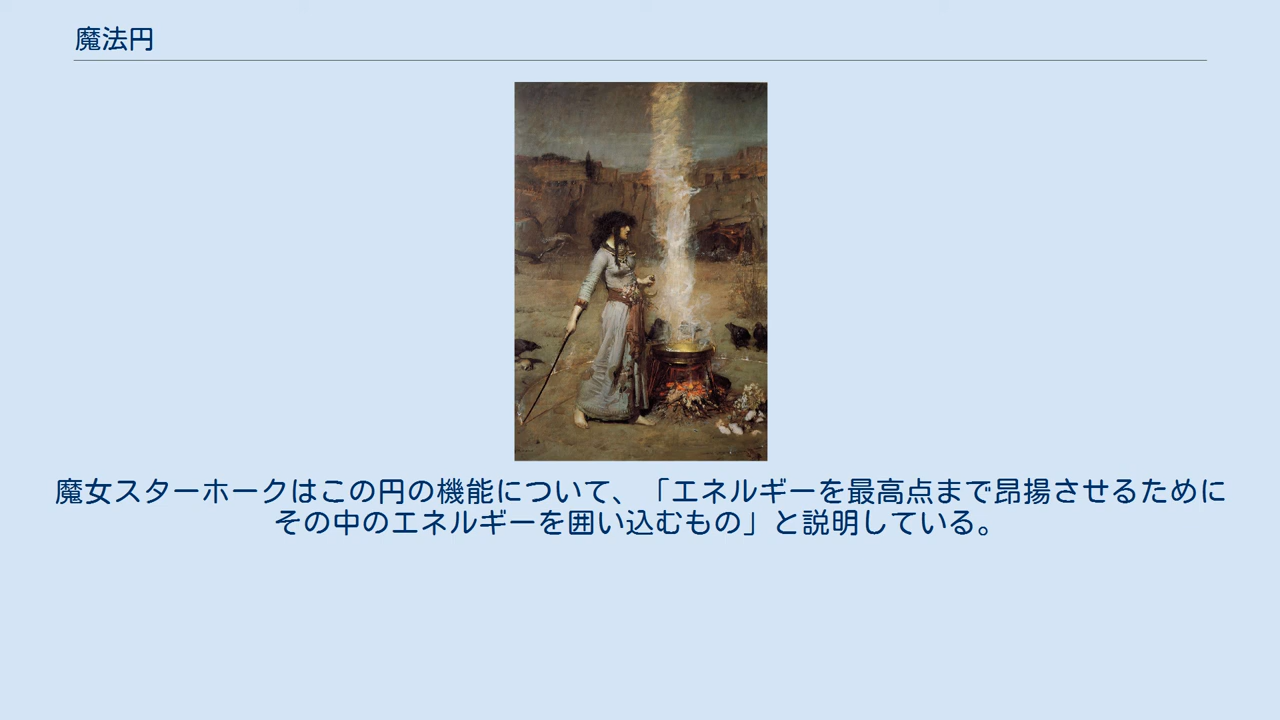 魔法円
魔女スターホークはこの円の機能について、「エネルギーを最高点まで昂揚させるために
その中のエネルギーを囲い込むもの」と説明している。